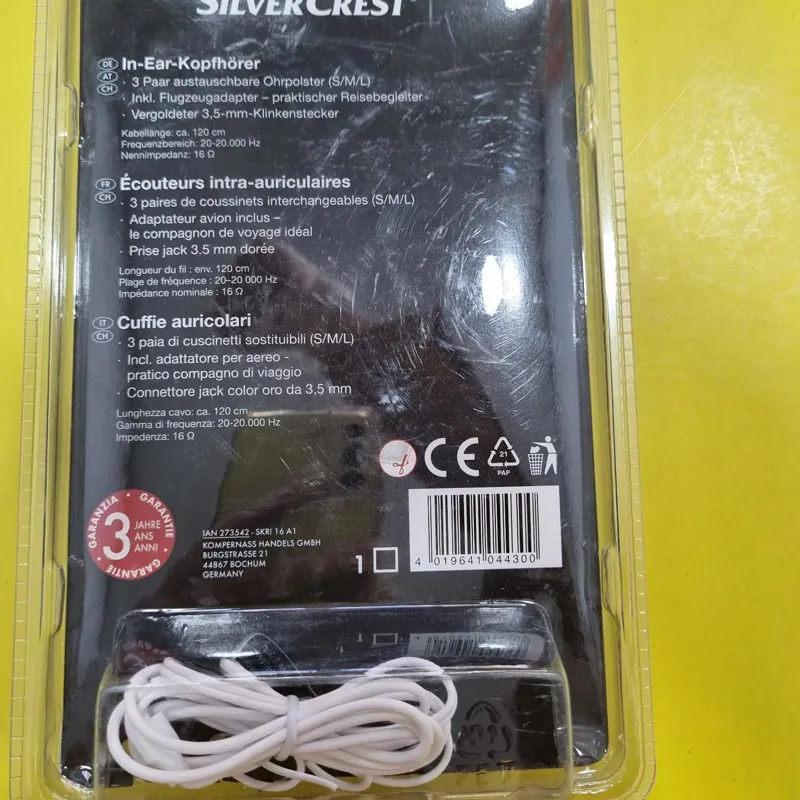 SILVERCREST
DE
AT
CH
In-Ear-Kopfhörer
· 3 Paar austauschbare Ohrpolster (S/M/L)
· Inkl. Flugzeugadapter – praktischer Reisebegleiter
· Vergoldeter 3,5-mm-Klinkenstecker
Kabellänge: ca. 120 cm
Frequenzbereich: 20-20.000 Hz
Nennimpedanz: 16 Ω
FR
CH
Écouteurs intra-auriculaires
· 3 paires de coussinets interchangeables (S/M/L)
· Adaptateur avion inclus –
le compagnon de voyage idéal
· Prise jack 3.5 mm dorée
Longueur du fil : env. 120 cm
Plage de fréquence : 20–20 000 Hz
Impédance nominale : 16 Ω
IT
CH
Cuffie auricolari
· 3 paia di cuscinetti sostituibili (S/M/L)
· Incl. adattatore per aereo -
pratico compagno di viaggio
· Connettore jack color oro da 3,5 mm
Lunghezza cavo: ca. 120 cm
Gamma di frequenza: 20-20.000 Hz
Impedenza: 16 Ω
CE
21
PAP
GARANZIA · GARANTIE · GARANTIE
3 JAHRE
ANS
ANNI
IAN 273542 - SKRI 16 A1
KOMPERNASS HANDELS GMBH
BURGSTRASSE 21
44867 BOCHUM
GERMANY
1
4 019641 044300